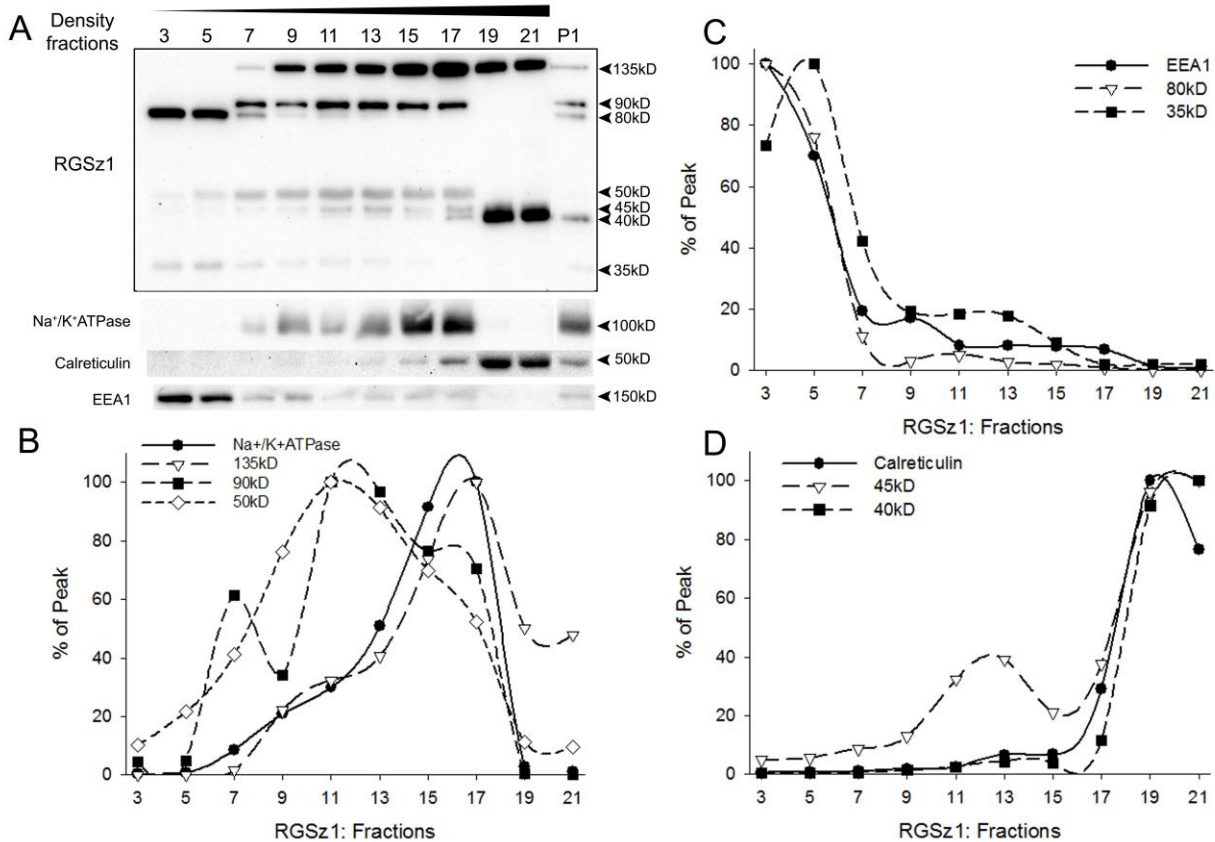 A
Density
fractions
3 5 7 9 11 13 15 17 19 21 P1
RGSz1
135kD
90kD
80kD
50kD
45kD
40kD
35kD
Na⁺/K⁺ATPase
100kD
Calreticulin
50kD
EEA1
150kD
B
Na+/K+ATPase
135kD
90kD
50kD
% of Peak
100
80
60
40
20
0
3 5 7 9 11 13 15 17 19 21
RGSz1: Fractions
C
EEA1
80kD
35kD
% of Peak
100
80
60
40
20
0
3 5 7 9 11 13 15 17 19 21
RGSz1: Fractions
D
Calreticulin
45kD
40kD
% of Peak
100
80
60
40
20
0
3 5 7 9 11 13 15 17 19 21
RGSz1: Fractions